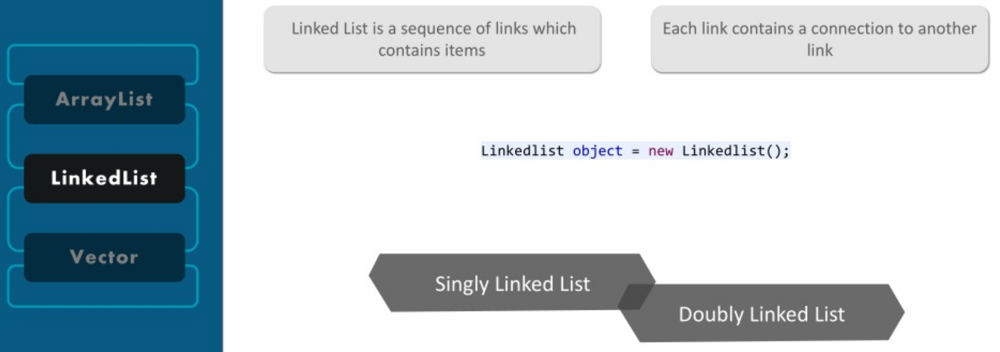 ArrayList
LinkedList
Vector
Linked List is a sequence of links which
contains items
Each link contains a connection to another
link
Linkedlist object = new Linkedlist();
Singly Linked List
Doubly Linked List